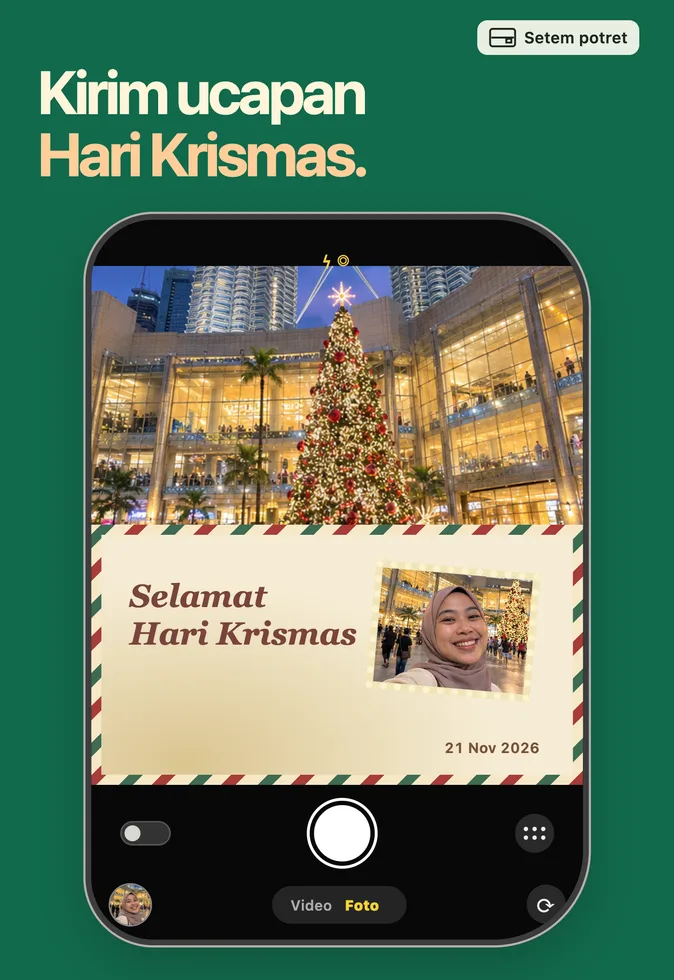 Setem potret
Kirim ucapan
Hari Krismas.
Selamat
Hari Krismas
21 Nov 2026
Video Foto